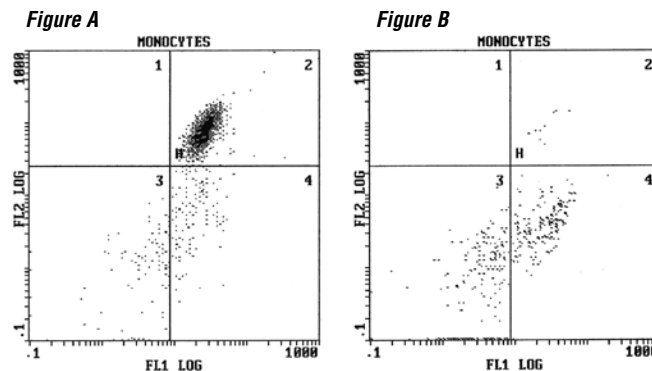 Figure A
MONOCYTES
1000
1
2
H
3
4
FL2 LOG
.1
.1
1000
FL1 LOG
Figure B
MONOCYTES
1000
1
2
H
3
4
FL2 LOG
.1
.1
1000
FL1 LOG